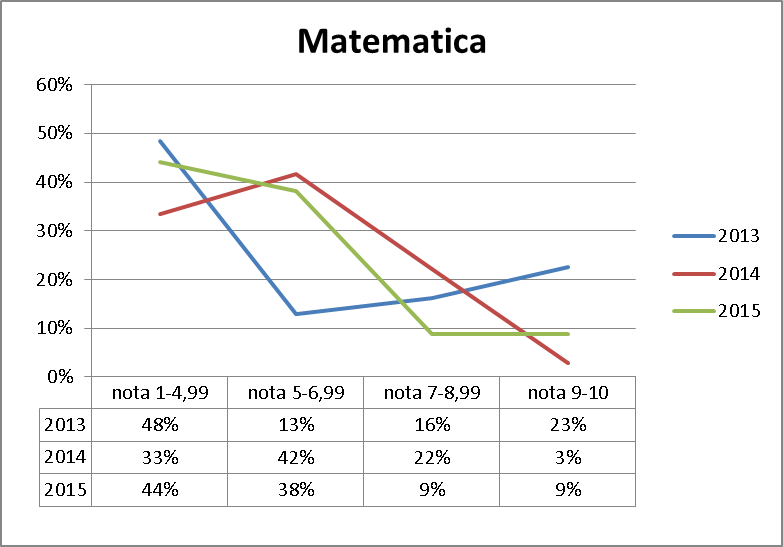 Matematica
60%
50%
40%
30%
20%
10%
0%
2013
2014
2015
nota 1-4,99 nota 5-6,99 nota 7-8,99 nota 9-10
2013 48% 13% 16% 23%
2014 33% 42% 22% 3%
2015 44% 38% 9% 9%